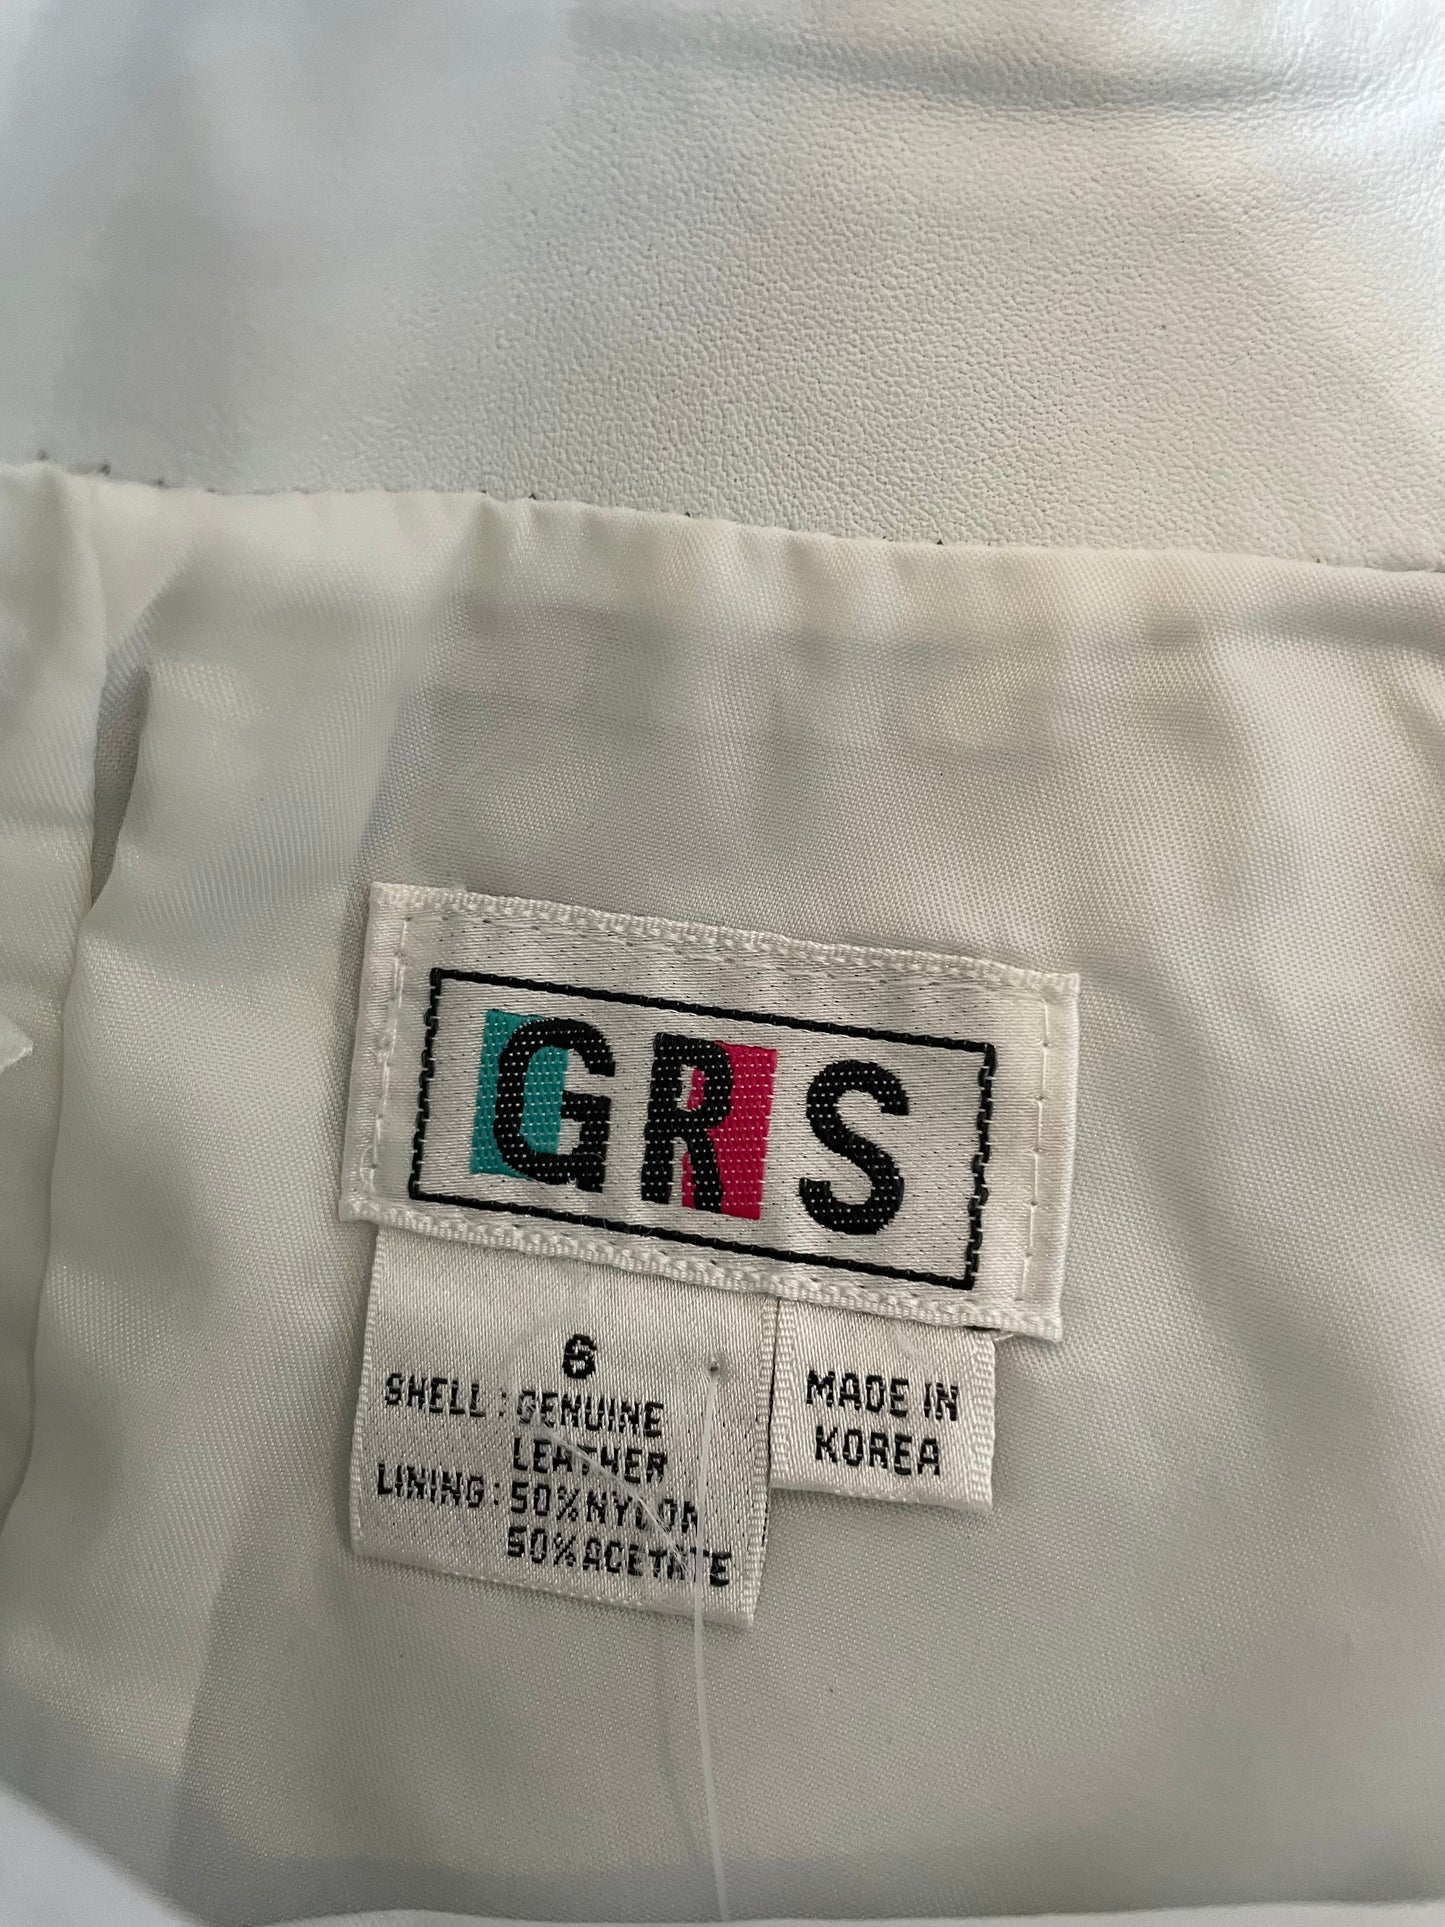 GRS
6
SHELL: GENUINE
LEATHER
LINING: 50% NYLON
50% ACETATE
MADE IN
KOREA